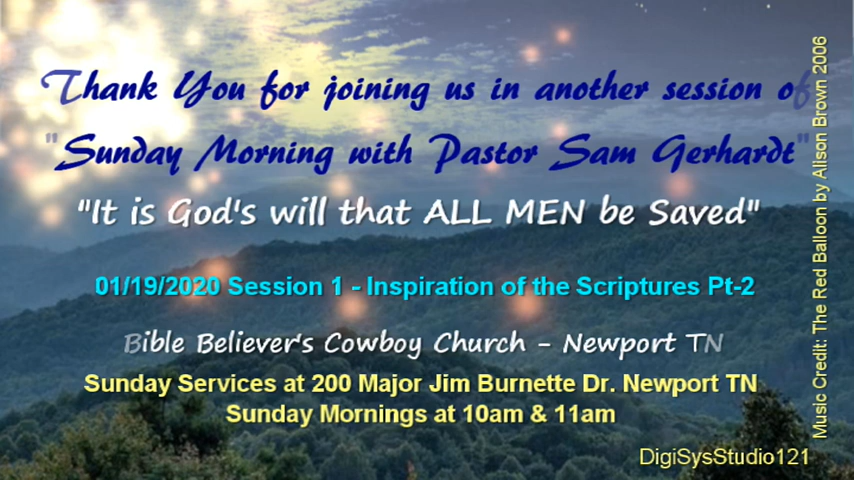 Thank You for joining us in another session of
"Sunday Morning with Pastor Sam Gerhardt"
"It is God's will that ALL MEN be Saved"
01/19/2020 Session 1 - Inspiration of the Scriptures Pt-2
Bible Believer's Cowboy Church - Newport TN
Sunday Services at 200 Major Jim Burnette Dr. Newport TN
Sunday Mornings at 10am & 11am
DigiSysStudio121
Music Credit: The Red Balloon by Alison Brown 2006